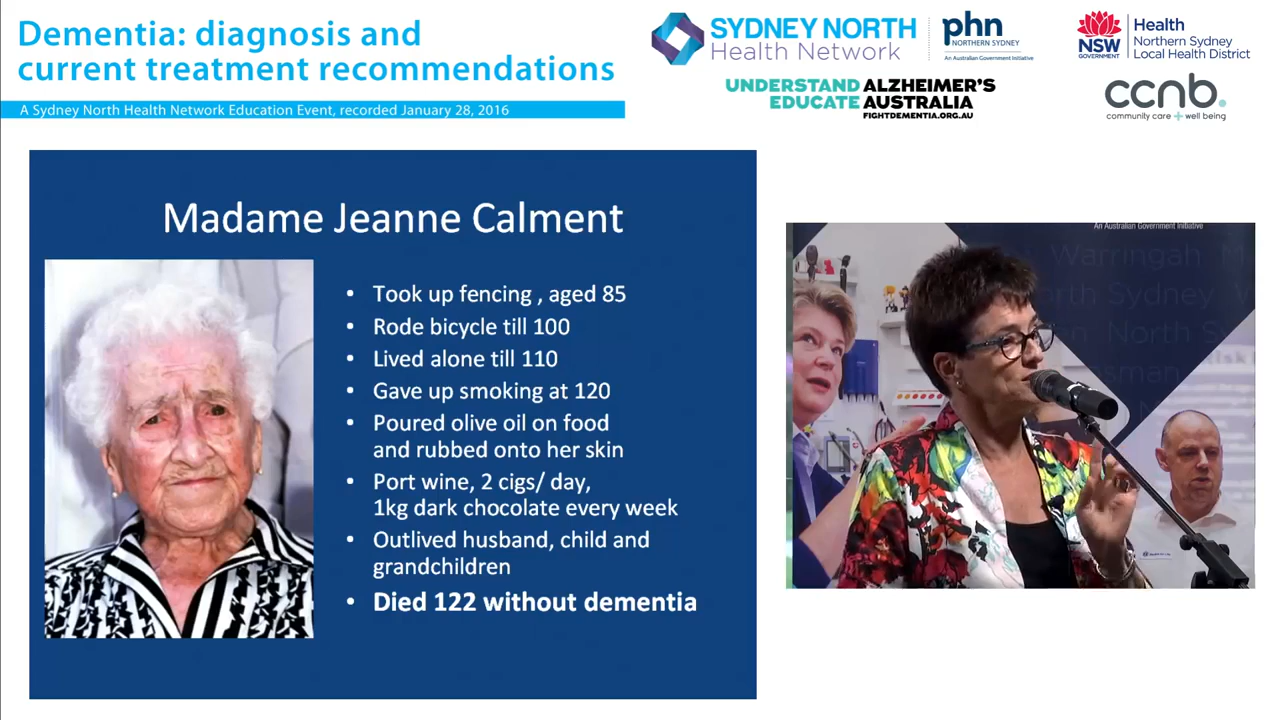 Dementia: diagnosis and
current treatment recommendations
A Sydney North Health Network Education Event, recorded January 28, 2016
SYDNEY NORTH
Health Network
phn
NORTHERN SYDNEY
An Australian Government Initiative
NSW
GOVERNMENT
Health
Northern Sydney
Local Health District
UNDERSTAND ALZHEIMER'S
EDUCATE AUSTRALIA
FIGHTDEMENTIA.ORG.AU
ccnb.
community care + well being
Madame Jeanne Calment
• Took up fencing , aged 85
• Rode bicycle till 100
• Lived alone till 110
• Gave up smoking at 120
• Poured olive oil on food
and rubbed onto her skin
• Port wine, 2 cigs/ day,
1kg dark chocolate every week
• Outlived husband, child and
grandchildren
• Died 122 without dementia
An Australian Government Initiative
Warringah
North Sydney
North